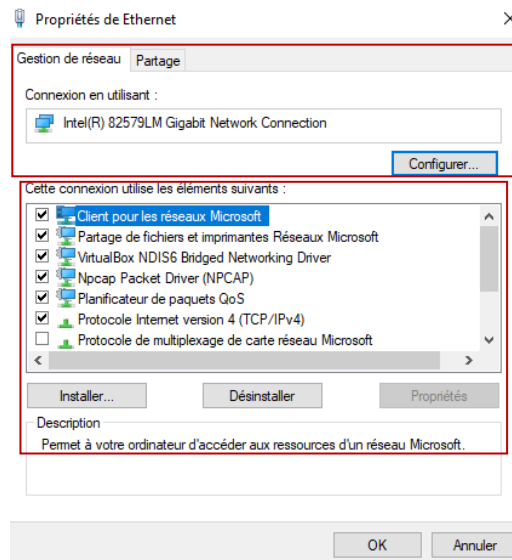 Propriétés de Ethernet
Gestion de réseau Partage
Connexion en utilisant :
Intel(R) 82579LM Gigabit Network Connection
Configurer...
Cette connexion utilise les éléments suivants :
Client pour les réseaux Microsoft
Partage de fichiers et imprimantes Réseaux Microsoft
VirtualBox NDIS6 Bridged Networking Driver
Npcap Packet Driver (NPCAP)
Planificateur de paquets QoS
Protocole Internet version 4 (TCP/IPv4)
Protocole de multiplexage de carte réseau Microsoft
Installer... Désinstaller Propriétés
Description
Permet à votre ordinateur d'accéder aux ressources d'un réseau Microsoft.
OK Annuler